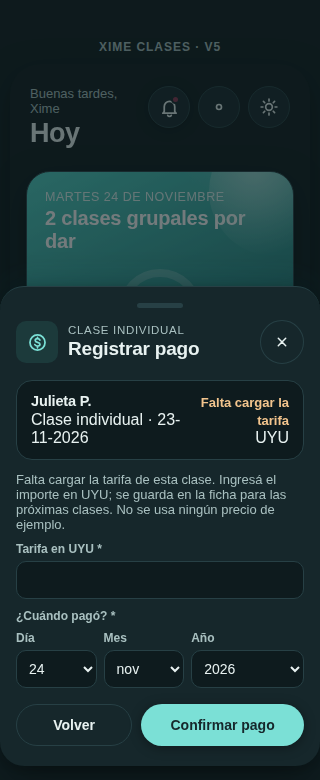 XIME CLASES · V5
Buenas tardes,
Xime
Hoy
MARTES 24 DE NOVIEMBRE
2 clases grupales por
dar
CLASE INDIVIDUAL
Registrar pago
Julieta P.
Clase individual · 23-
11-2026
Falta cargar la
tarifa
UYU
Falta cargar la tarifa de esta clase. Ingresá el
importe en UYU; se guarda en la ficha para las
próximas clases. No se usa ningún precio de
ejemplo.
Tarifa en UYU *
¿Cuándo pagó? *
Día Mes Año
24 nov 2026
Volver Confirmar pago